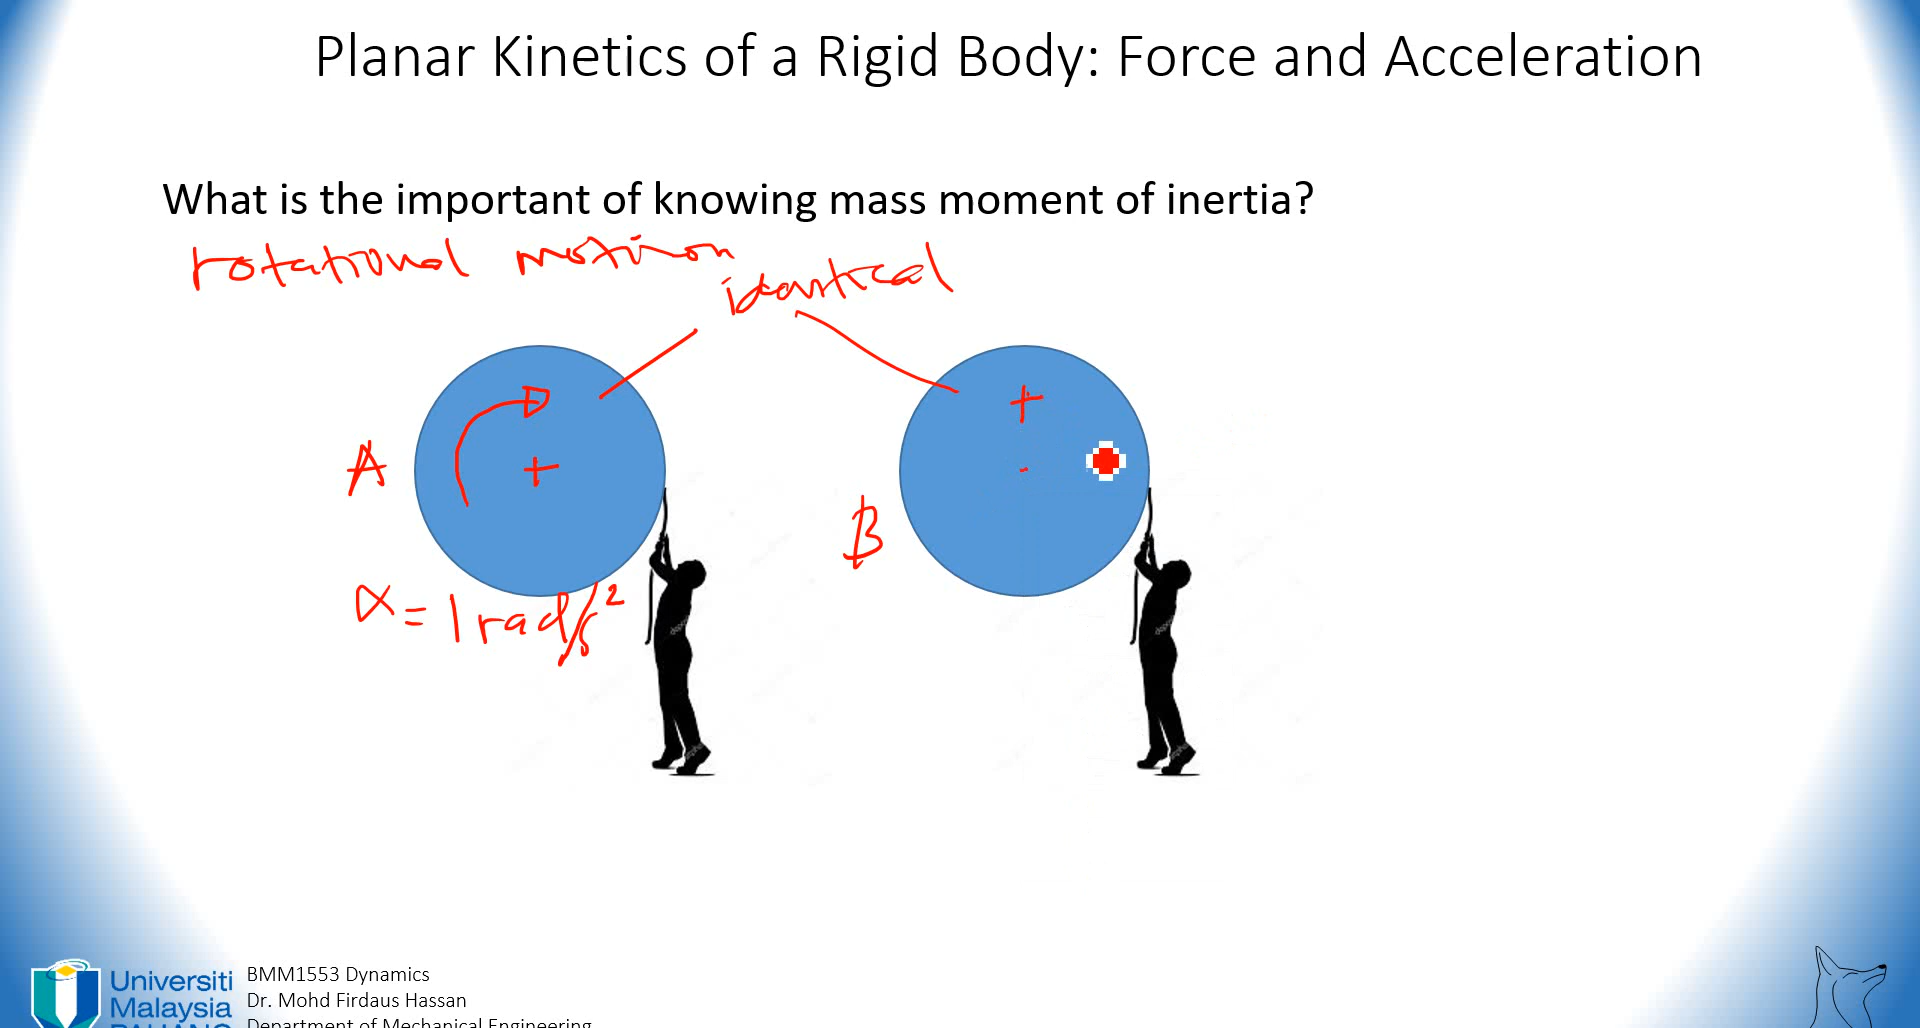 Planar Kinetics of a Rigid Body: Force and Acceleration
What is the important of knowing mass moment of inertia?
rotational motion
identical
+
+
A
B
α = 1 rad/s²
Universiti
Malaysia
PAHANG
BMM1553 Dynamics
Dr. Mohd Firdaus Hassan
Department of Mechanical Engineering